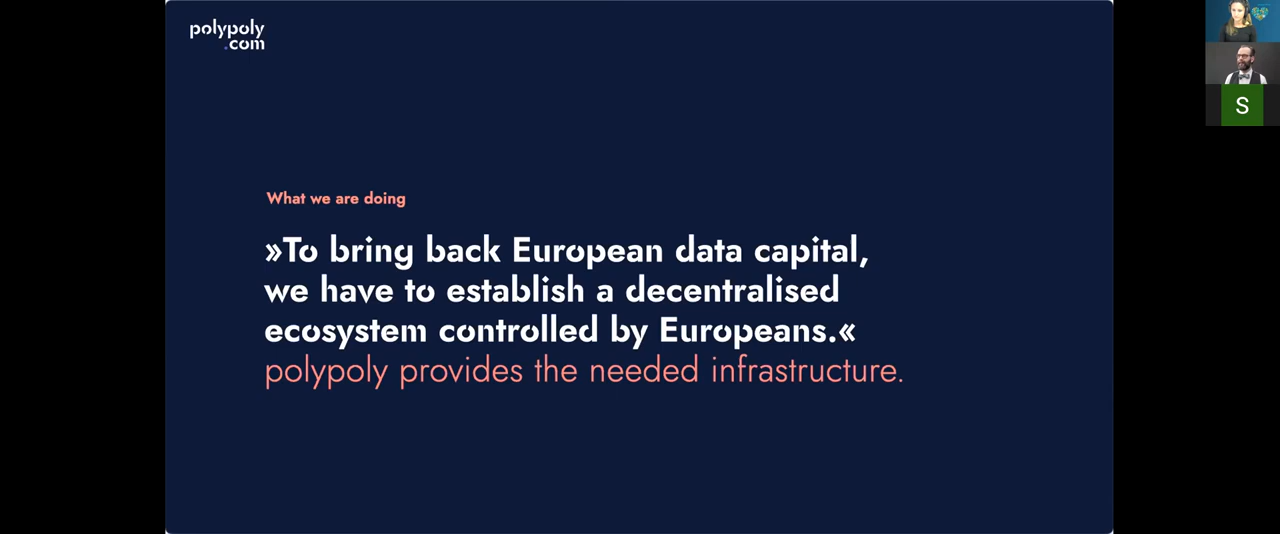 polypoly
.com
What we are doing
»To bring back European data capital,
we have to establish a decentralised
ecosystem controlled by Europeans.«
polypoly provides the needed infrastructure.
S